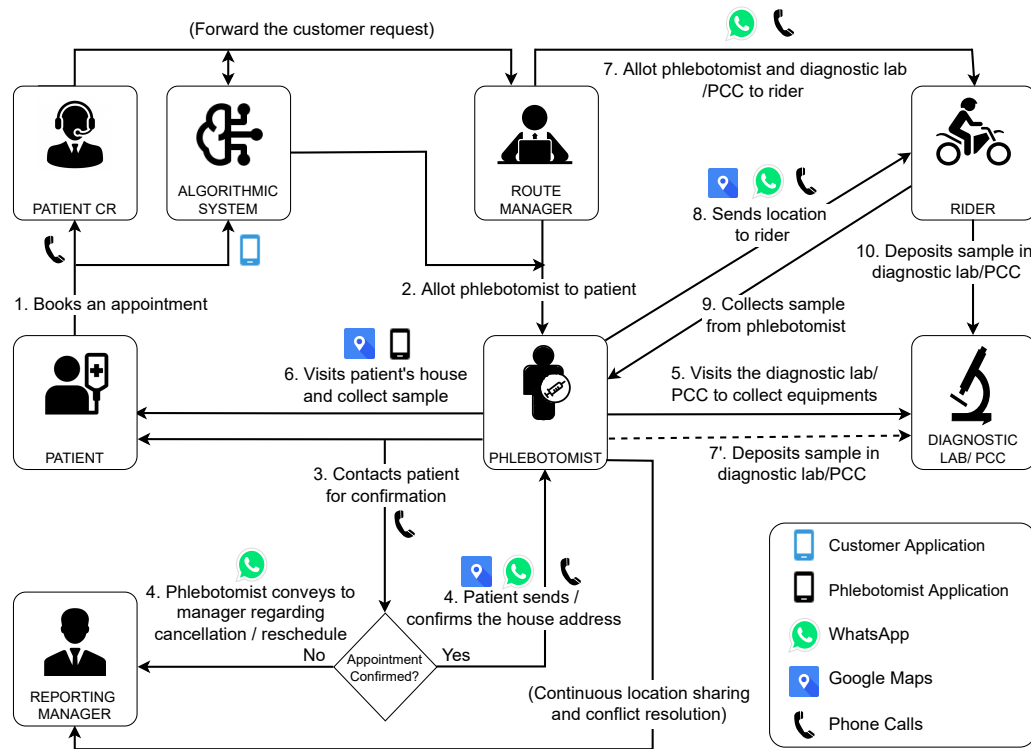 (Forward the customer request)
7. Allot phlebotomist and diagnostic lab
/PCC to rider
PATIENT CR
ALGORITHMIC
SYSTEM
ROUTE
MANAGER
RIDER
8. Sends location
to rider
10. Deposits sample in
diagnostic lab/PCC
1. Books an appointment
2. Allot phlebotomist to patient
9. Collects sample
from phlebotomist
6. Visits patient's house
and collect sample
5. Visits the diagnostic lab/
PCC to collect equipments
PATIENT
PHLEBOTOMIST
DIAGNOSTIC
LAB/ PCC
7'. Deposits sample in
diagnostic lab/PCC
3. Contacts patient
for confirmation
4. Phlebotomist conveys to
manager regarding
cancellation / reschedule
4. Patient sends /
confirms the house address
No
Appointment
Confirmed?
Yes
REPORTING
MANAGER
(Continuous location sharing
and conflict resolution)
Customer Application
Phlebotomist Application
WhatsApp
Google Maps
Phone Calls